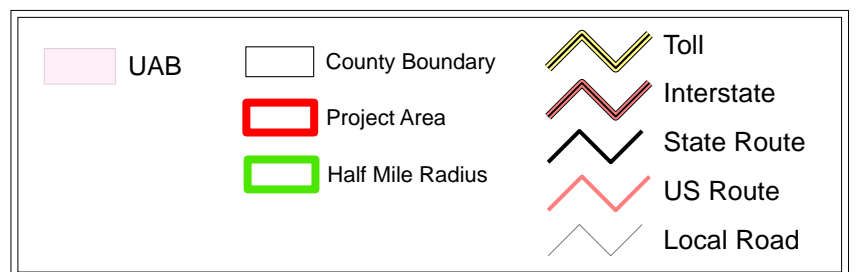 UAB
County Boundary
Project Area
Half Mile Radius
Toll
Interstate
State Route
US Route
Local Road